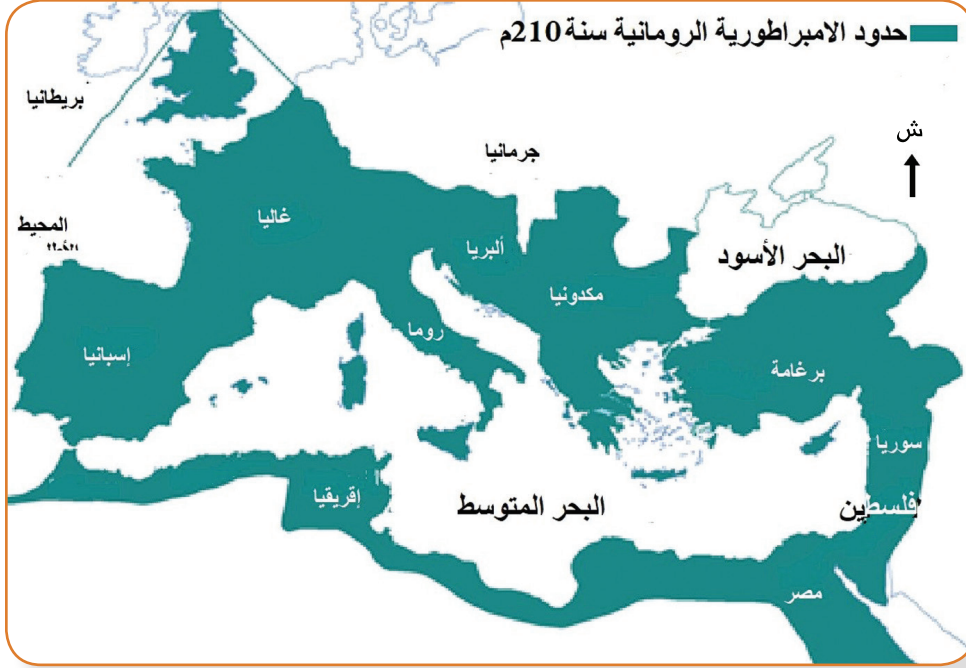 حدود الامبراطورية الرومانية سنة 210م
بريطانيا
ش
جرمانيا
غاليا
المحيط
ألبريا
البحر الأسود
مكدونيا
روما
إسبانيا
برغامة
سوريا
إقريقيا
البحر المتوسط
فلسطين
مصر